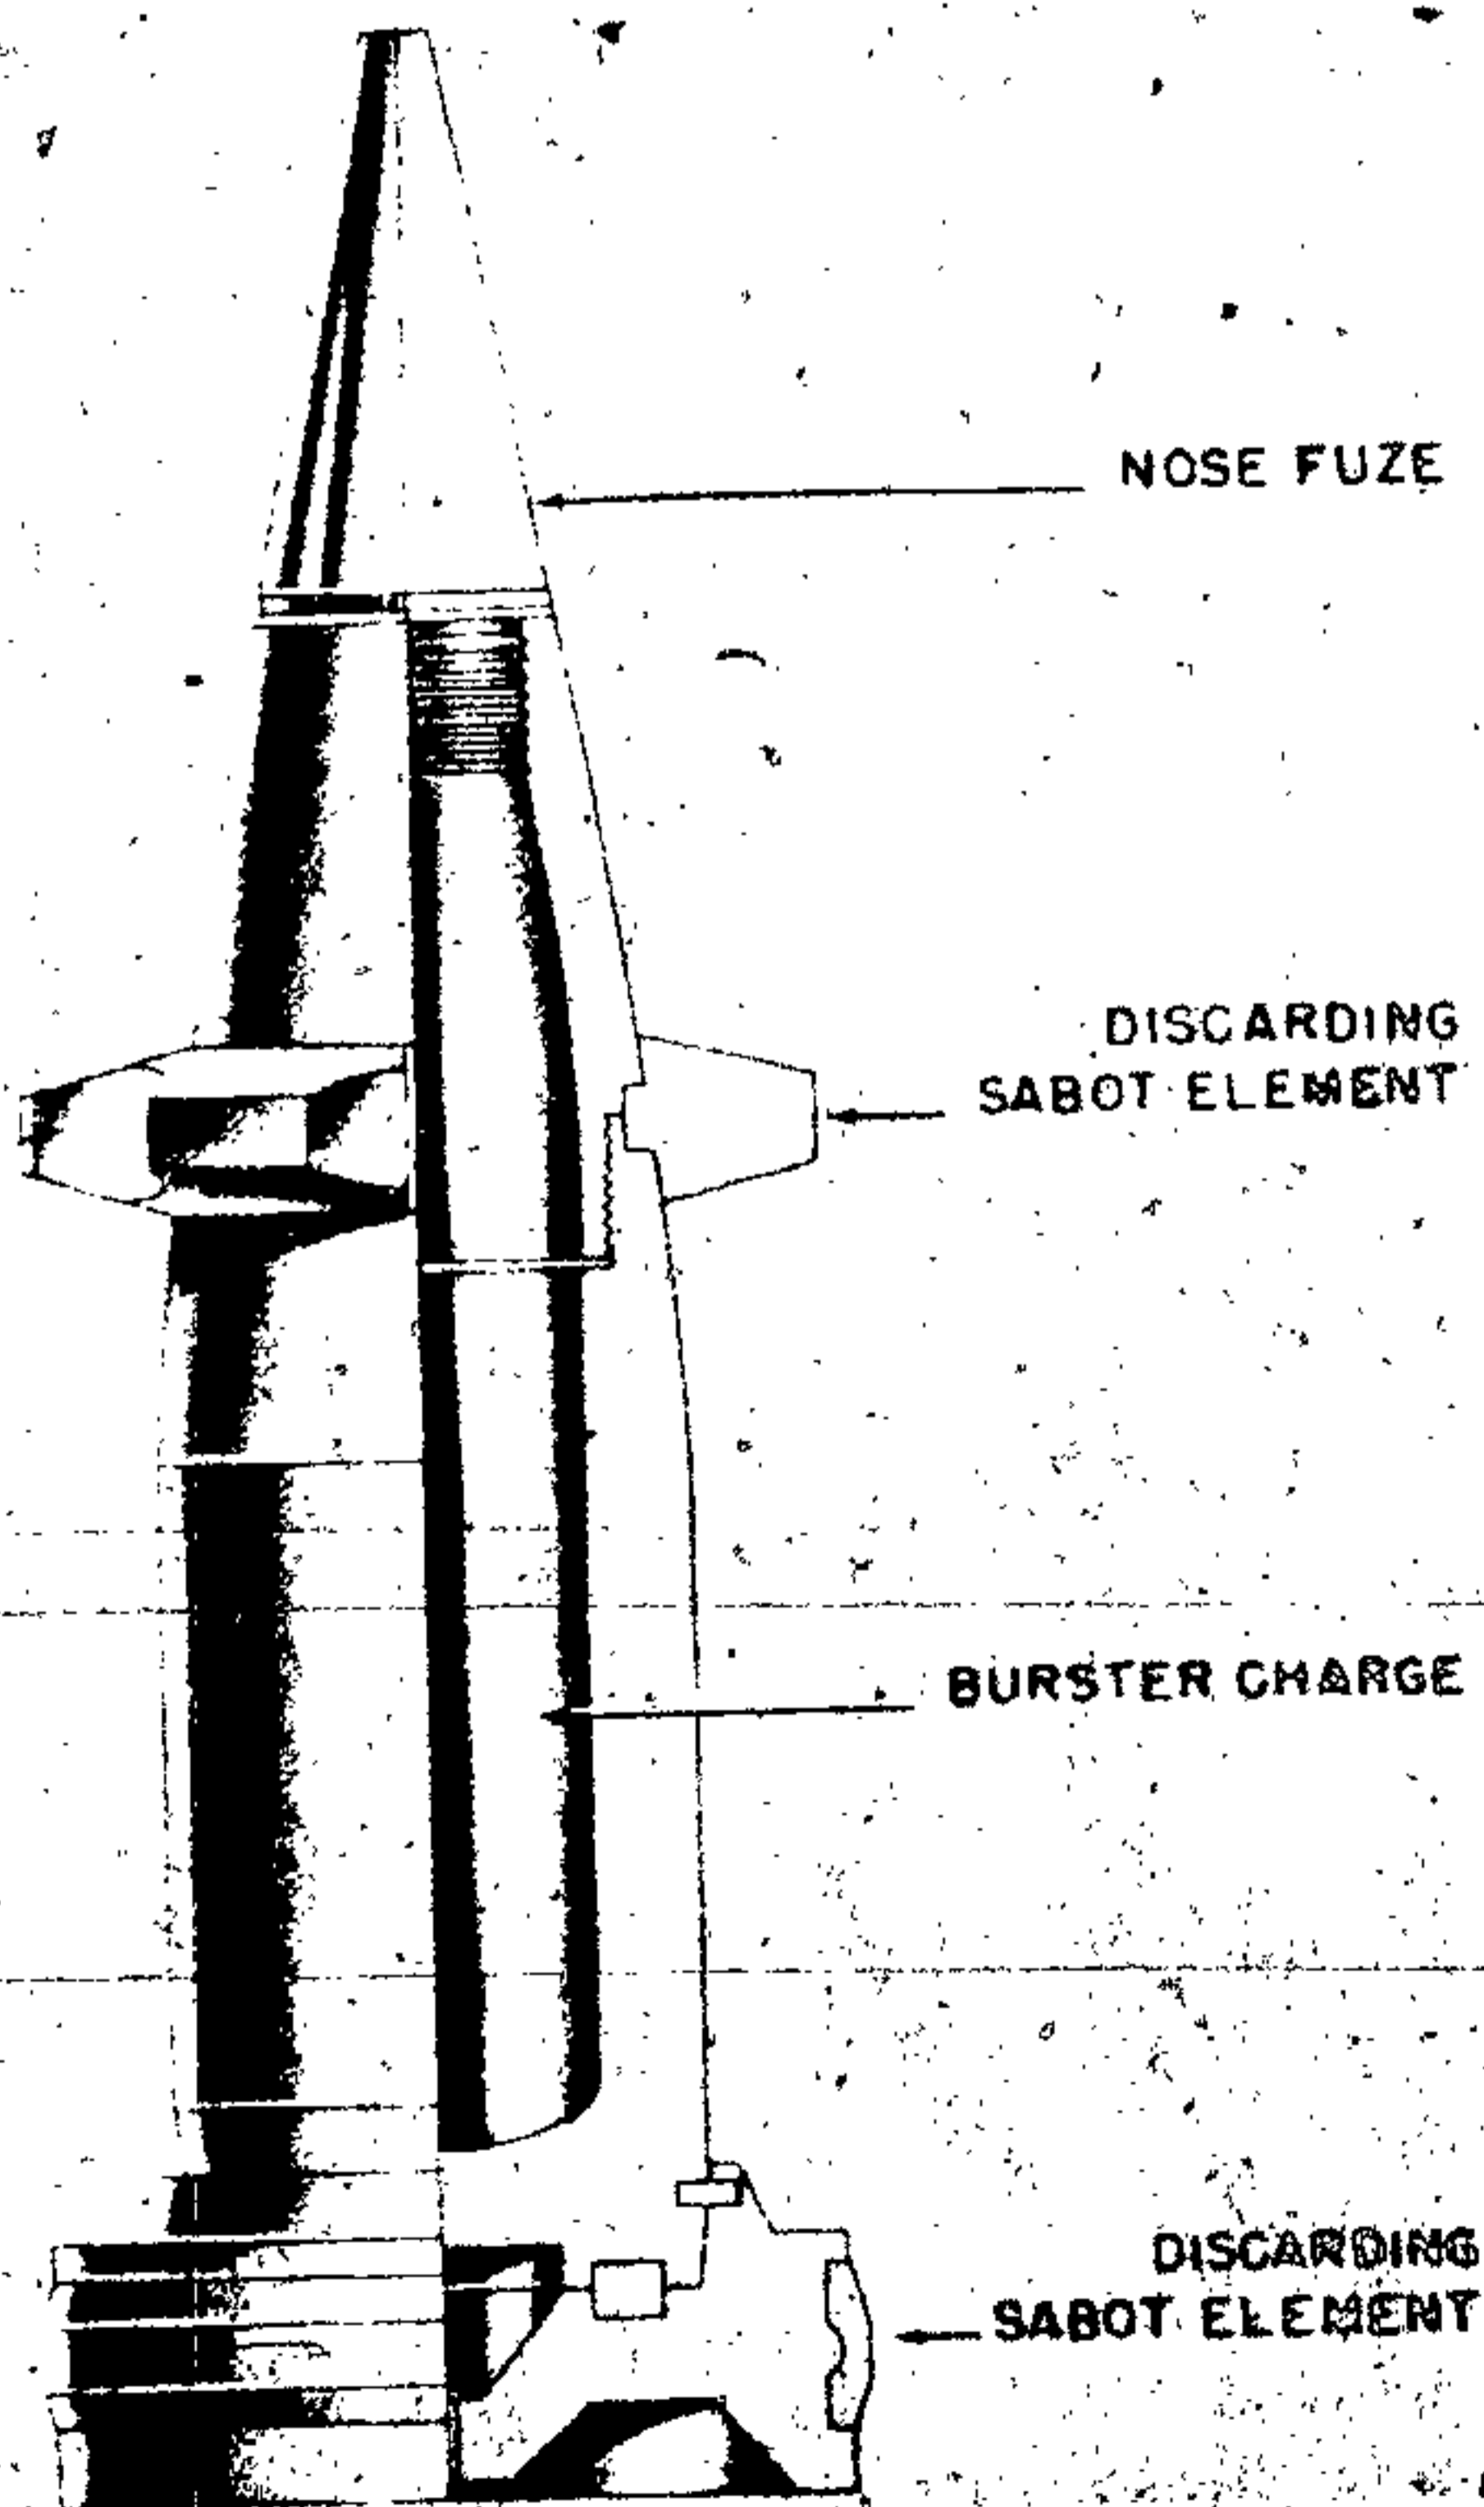 NOSE FUZE
DISCARDING
SABOT ELEMENT
BURSTER CHARGE
DISCARDING
SABOT ELEMENT